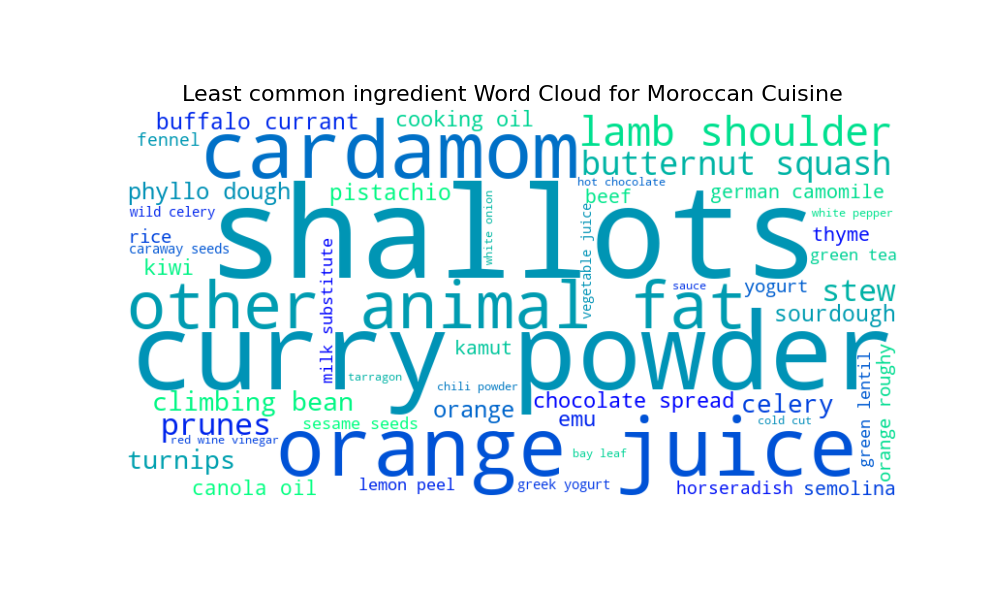 Least common ingredient Word Cloud for Moroccan Cuisine
buffalo currant
cooking oil
fennel
cardamom
lamb shoulder
butternut squash
phyllo dough
pistachio
hot chocolate
beef
german camomile
wild celery
shallots
white onion
vegetable juice
white pepper
rice
thyme
caraway seeds
green tea
kiwi
milk substitute
other animal fat
sauce
yogurt
stew
sourdough
curry powder
kamut
tarragon
chili powder
green lentil
orange roughy
climbing bean
orange
chocolate spread
celery
prunes
sesame seeds
emu
cold cut
red wine vinegar
orange juice
turnips
bay leaf
canola oil
lemon peel
greek yogurt
horseradish
semolina